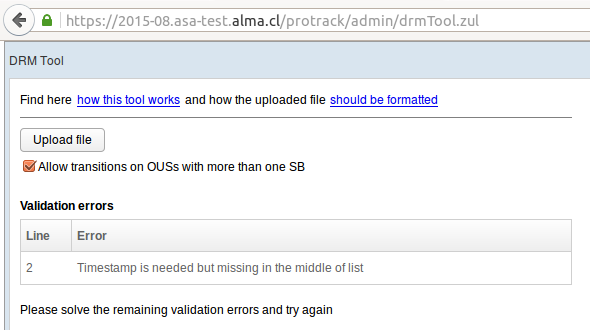 https://2015-08.asa-test.alma.cl/protrack/admin/drmTool.zul
DRM Tool
Find here how this tool works and how the uploaded file should be formatted
Upload file
Allow transitions on OUSs with more than one SB
Validation errors
Line Error
2 Timestamp is needed but missing in the middle of list
Please solve the remaining validation errors and try again